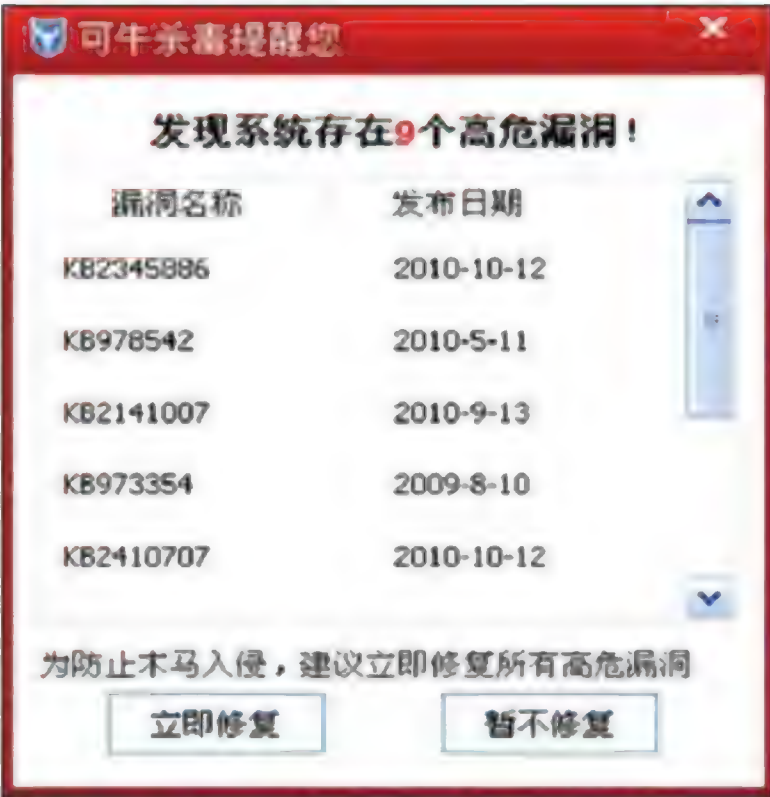 可牛杀毒提醒您
发现系统存在9个高危漏洞！
漏洞名称 发布日期
KB2345886 2010-10-12
KB978542 2010-5-11
KB2141007 2010-9-13
KB973354 2009-8-10
KB2410707 2010-10-12
为防止木马入侵，建议立即修复所有高危漏洞
立即修复 暂不修复